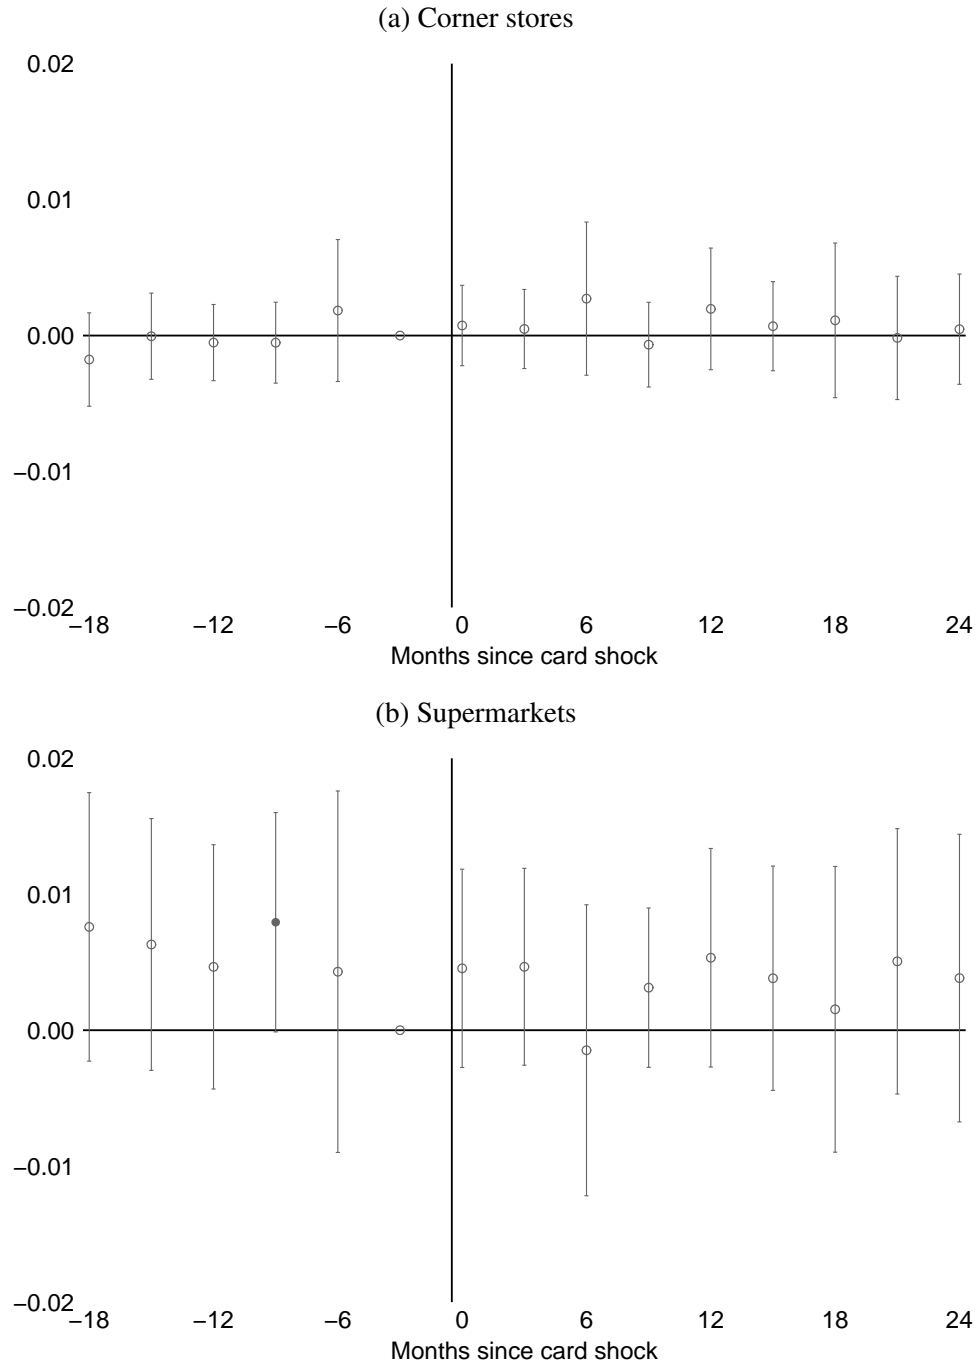 (a) Corner stores
0.02
0.01
0.00
−0.01
−0.02
−18 −12 −6 0 6 12 18 24
Months since card shock
(b) Supermarkets
0.02
0.01
0.00
−0.01
−0.02
−18 −12 −6 0 6 12 18 24
Months since card shock